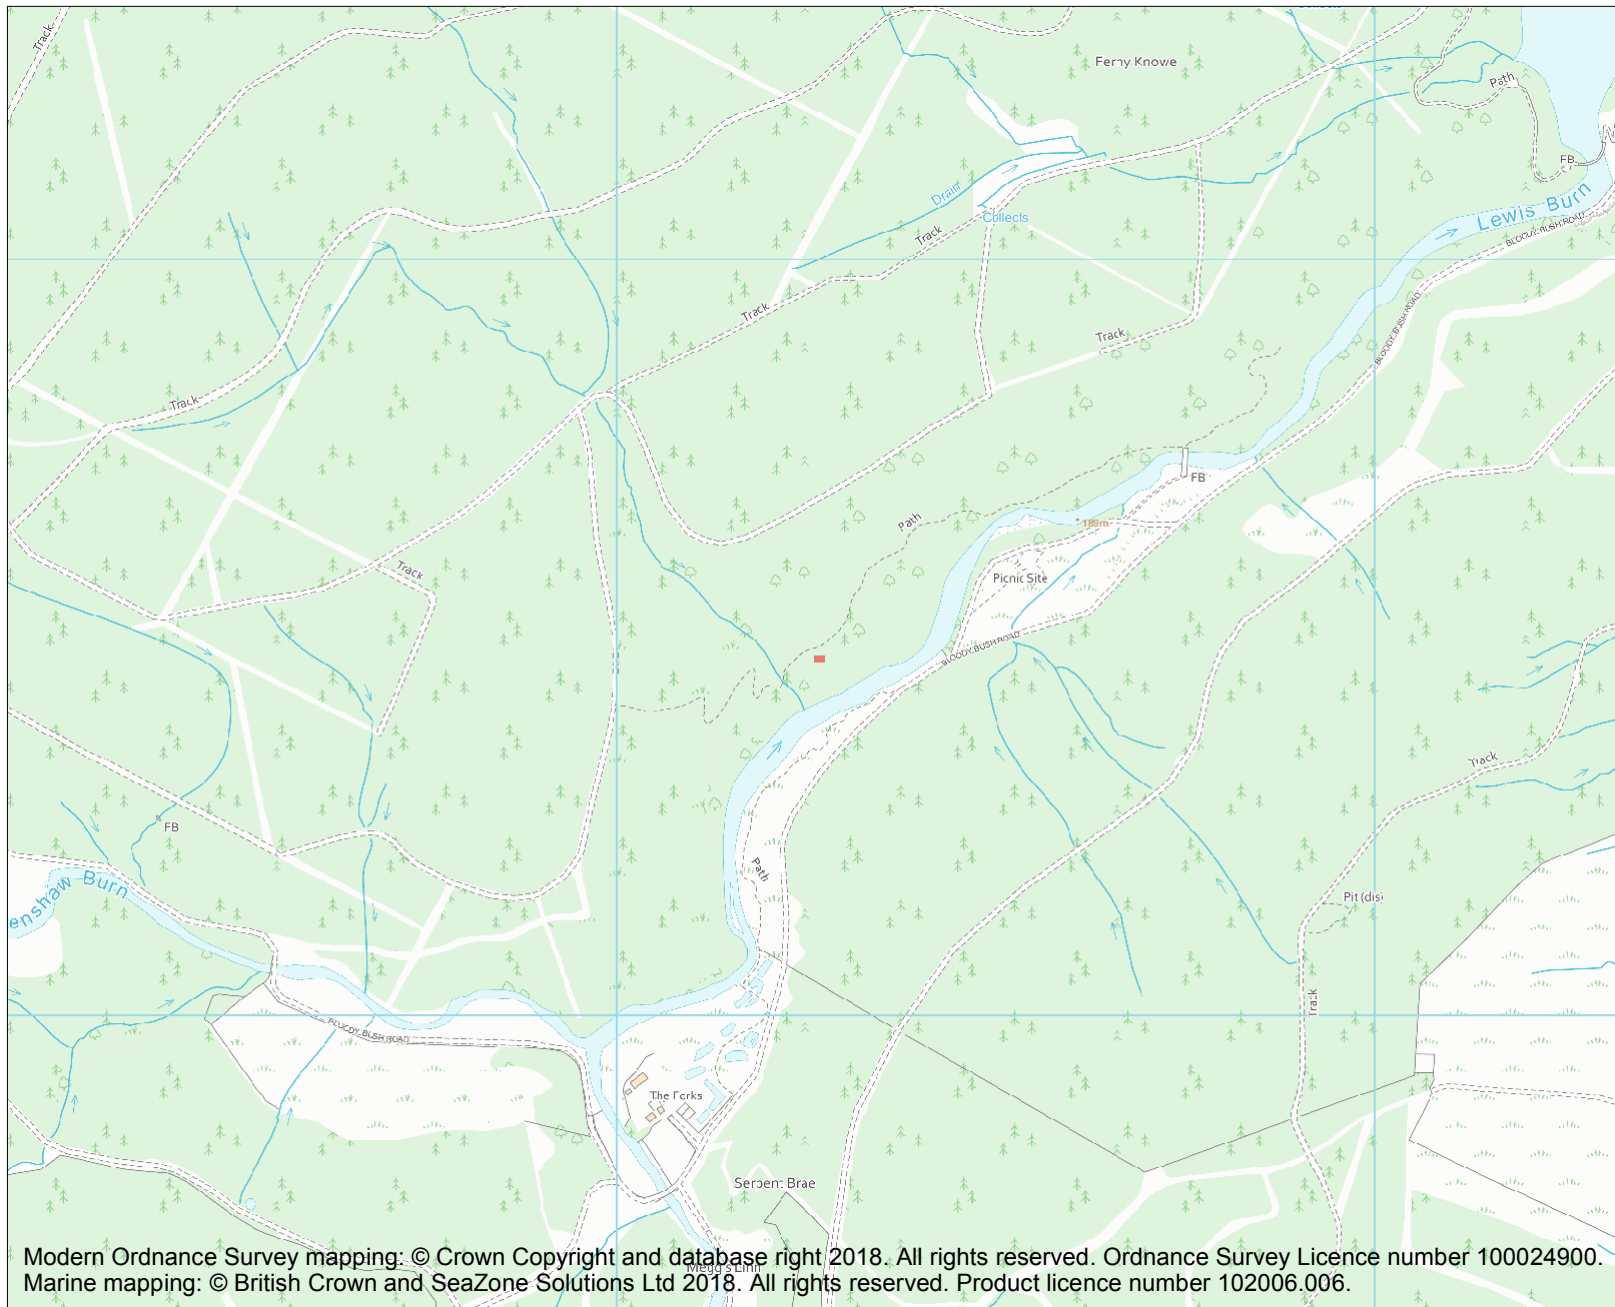 Track
Ferny Knowe
Path
FB
Drain
Collects
Lewis Burn
BLOODY BUSH ROAD
Track
Track
Track
BLOODY BUSH ROAD
Track
FB
Path
189m
Track
Picnic Site
BLOODY BUSH ROAD
Track
FB
Path
enshaw Burn
Pit (dis
Track
BLOODY BUSH ROAD
The Forks
Serpent Brae
Modern Ordnance Survey mapping: © Crown Copyright and database right 2018. All rights reserved. Ordnance Survey Licence number 100024900.
Megg's Linn
Marine mapping: © British Crown and SeaZone Solutions Ltd 2018. All rights reserved. Product licence number 102006.006.